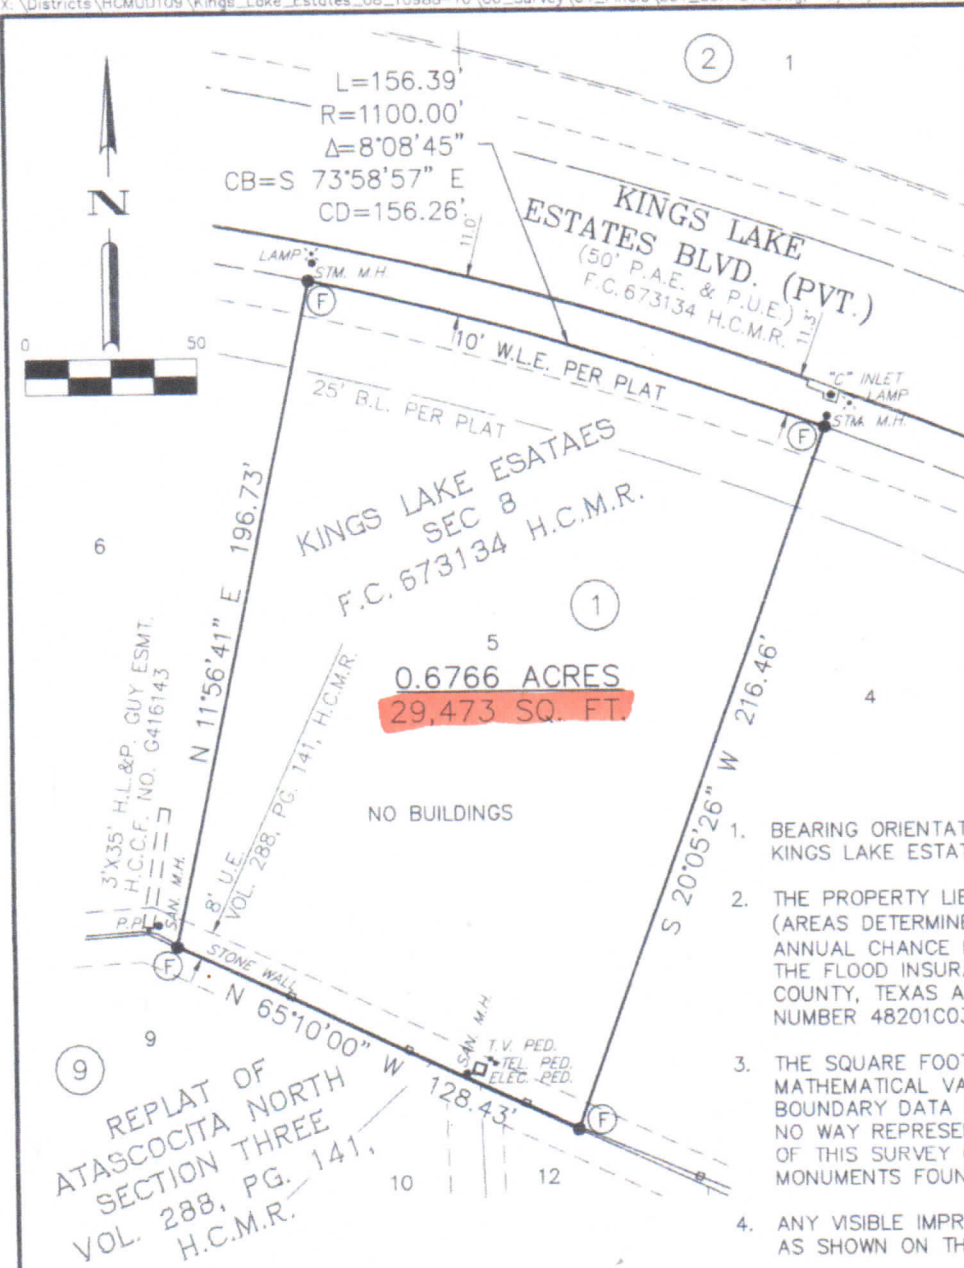 L=156.39'
R=1100.00'
Δ=8°08'45"
CB=S 73°58'57" E
CD=156.26'
2
1
N
0 50
LAMP
STM. M.H.
F
11.0'
KINGS LAKE
ESTATES BLVD. (PVT.)
(50' P.A.E. & P.U.E.)
F.C. 673134 H.C.M.R.
11.3'
"C" INLET
LAMP
STM. M.H.
F
10' W.L.E. PER PLAT
25' B.L. PER PLAT
KINGS LAKE ESATAES
SEC 8
F.C. 673134 H.C.M.R.
6
N 11°56'41" E 196.73'
1
5
0.6766 ACRES
29,473 SQ. FT.
4
S 20°05'26" W 216.46'
NO BUILDINGS
3'X35' H.L.&P. GUY ESMT.
H.C.C.F. NO. G416143
8' U.E.
VOL. 288, PG. 141, H.C.M.R.
P.P.
SAN. M.H.
F
STONE WALL
N 65°10'00" W 128.43'
SAN. M.H.
T.V. PED.
TEL. PED.
ELEC. PED.
F
9
9
REPLAT OF
ATASCOCITA NORTH
SECTION THREE
VOL. 288, PG. 141,
H.C.M.R.
10
12
1. BEARING ORIENTAT
KINGS LAKE ESTAT
2. THE PROPERTY LIE
(AREAS DETERMINE
ANNUAL CHANCE
THE FLOOD INSURA
COUNTY, TEXAS A
NUMBER 48201C03
3. THE SQUARE FOOT
MATHEMATICAL VA
BOUNDARY DATA
NO WAY REPRESE
OF THIS SURVEY
MONUMENTS FOUN
4. ANY VISIBLE IMPR
AS SHOWN ON TH